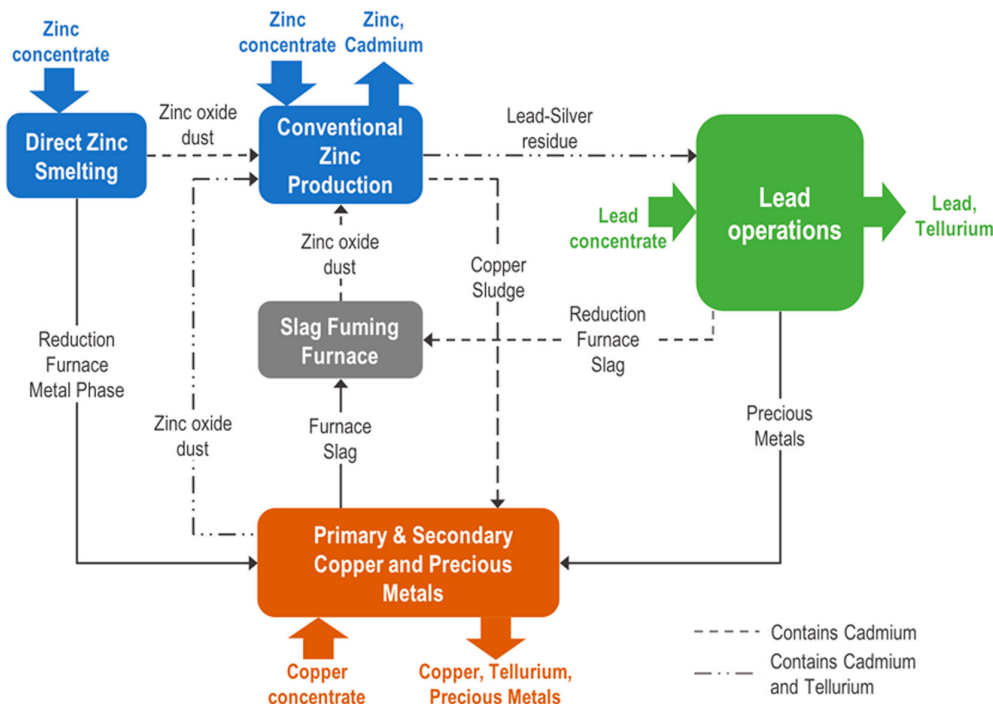 Zinc
concentrate
Zinc
concentrate
Zinc,
Cadmium
Direct Zinc
Smelting
Zinc oxide
dust
Conventional
Zinc
Production
Lead-Silver
residue
Lead
operations
Lead
concentrate
Lead,
Tellurium
Zinc oxide
dust
Copper
Sludge
Slag Fuming
Furnace
Reduction
Furnace
Slag
Reduction
Furnace
Metal Phase
Zinc oxide
dust
Furnace
Slag
Precious
Metals
Primary & Secondary
Copper and Precious
Metals
Copper
concentrate
Copper, Tellurium,
Precious Metals
Contains Cadmium
Contains Cadmium
and Tellurium